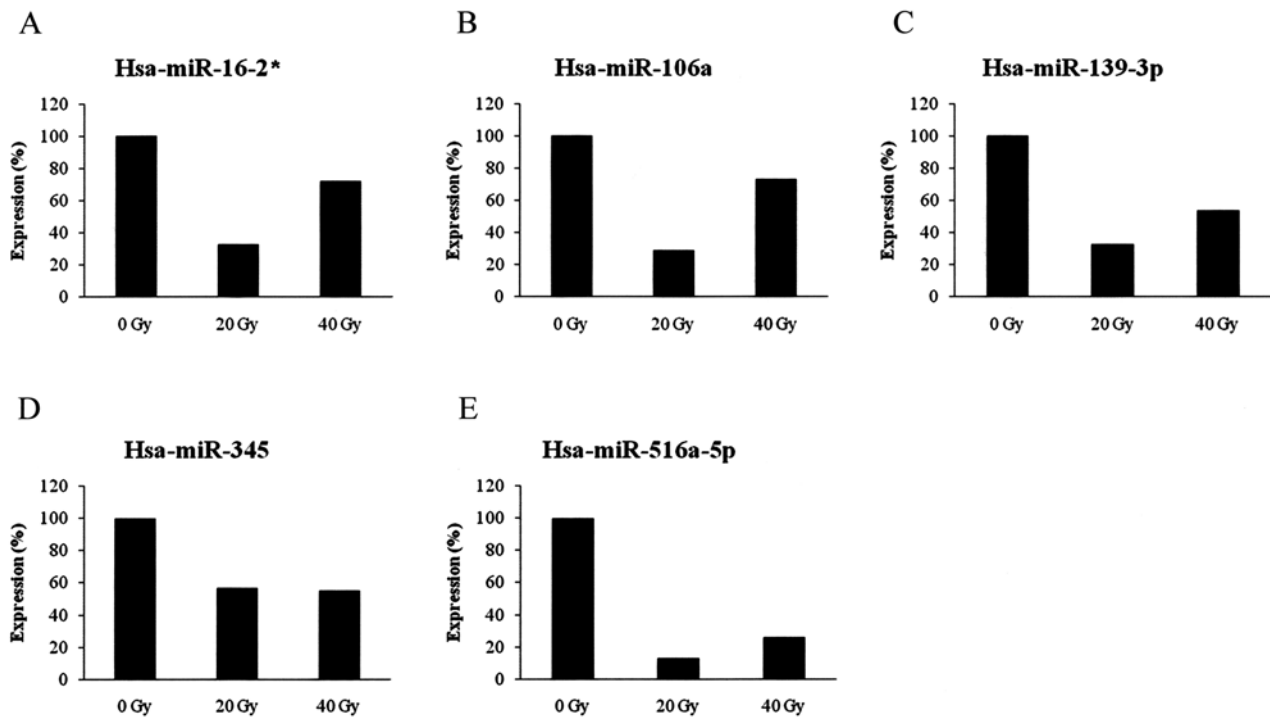 A
Hsa-miR-16-2*
Expression (%)
120
100
80
60
40
20
0
0 Gy
20 Gy
40 Gy
B
Hsa-miR-106a
Expression (%)
120
100
80
60
40
20
0
0 Gy
20 Gy
40 Gy
C
Hsa-miR-139-3p
Expression (%)
120
100
80
60
40
20
0
0 Gy
20 Gy
40 Gy
D
Hsa-miR-345
Expression (%)
120
100
80
60
40
20
0
0 Gy
20 Gy
40 Gy
E
Hsa-miR-516a-5p
Expression (%)
120
100
80
60
40
20
0
0 Gy
20 Gy
40 Gy